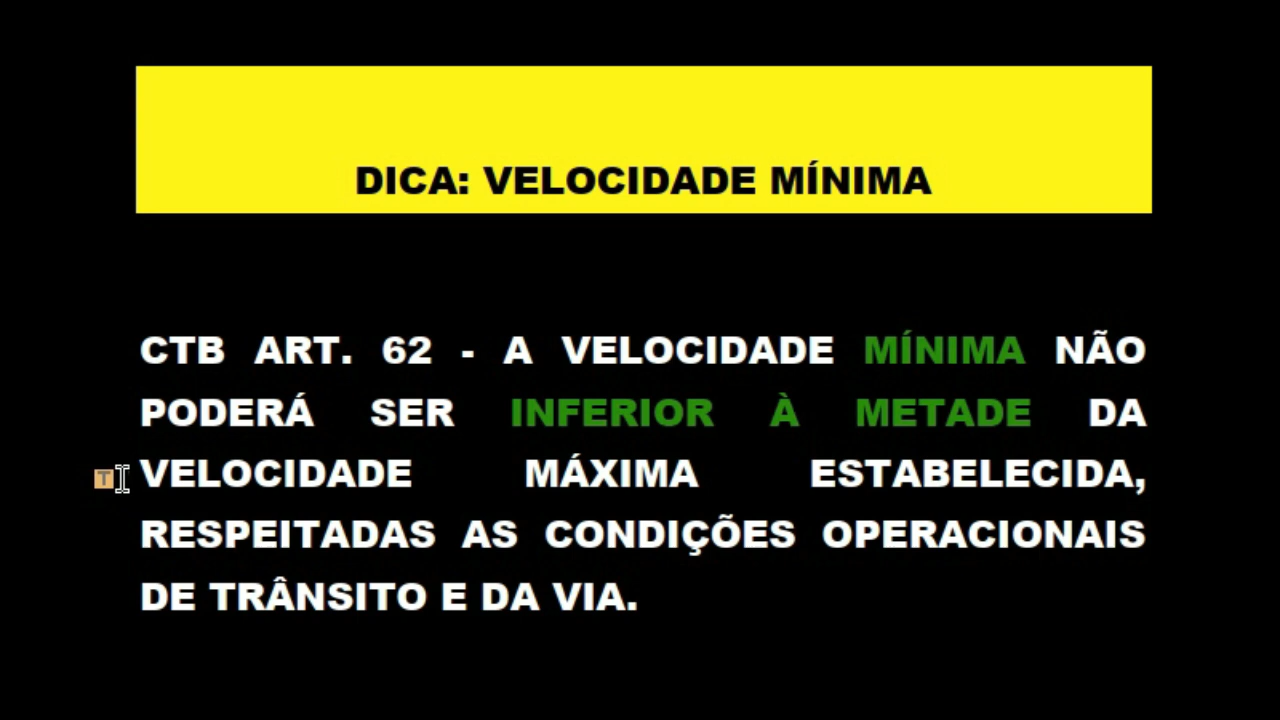 DICA: VELOCIDADE MÍNIMA
CTB ART. 62 - A VELOCIDADE MÍNIMA NÃO
PODERÁ SER INFERIOR À METADE DA
VELOCIDADE MÁXIMA ESTABELECIDA,
RESPEITADAS AS CONDIÇÕES OPERACIONAIS
DE TRÂNSITO E DA VIA.